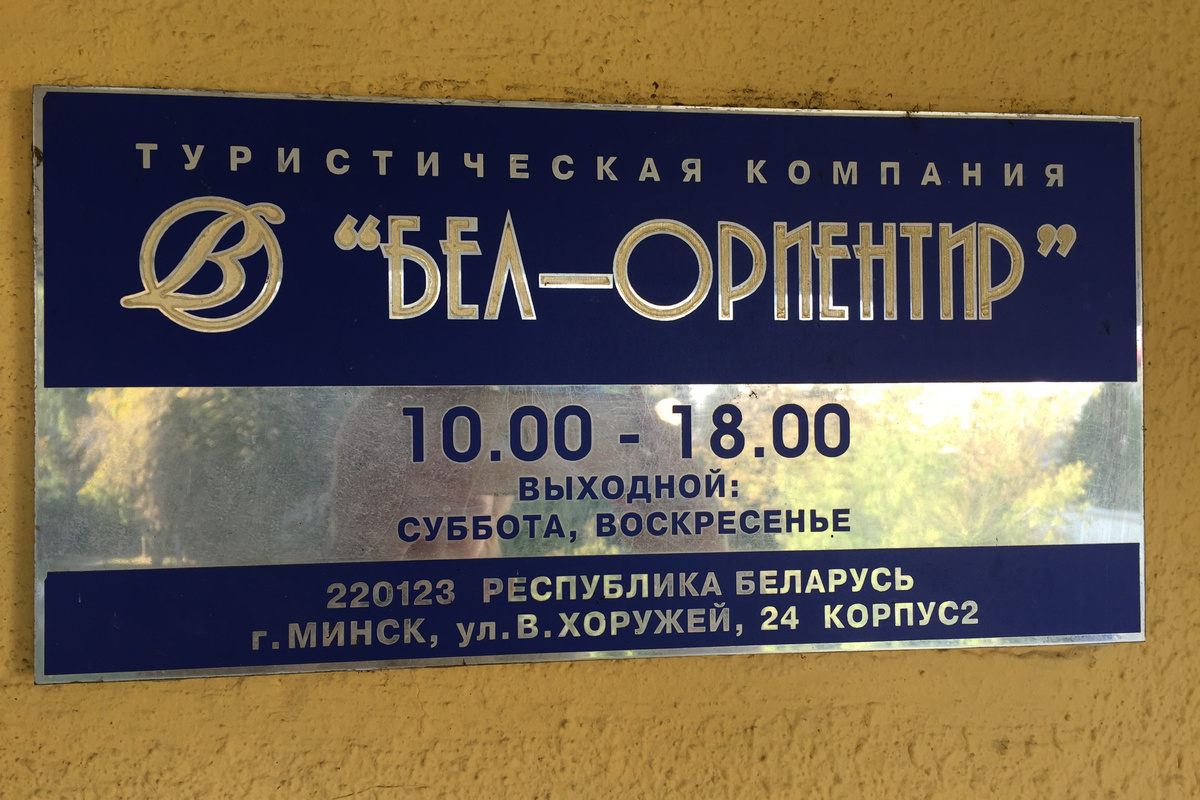 ТУРИСТИЧЕСКАЯ КОМПАНИЯ
В “БЕЛ—ОРИЕНТИР”
10.00 - 18.00
ВЫХОДНОЙ:
СУББОТА, ВОСКРЕСЕНЬЕ
220123 РЕСПУБЛИКА БЕЛАРУСЬ
г.МИНСК, ул.В.ХОРУЖЕЙ, 24 КОРПУС2